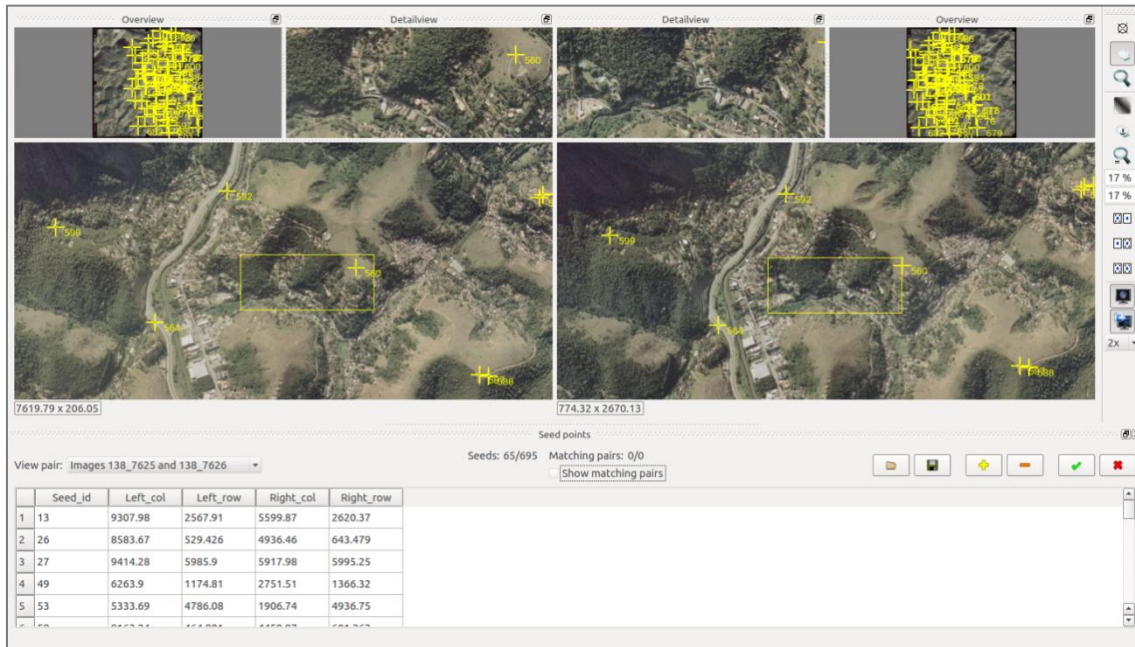 Overview
Detailview
Detailview
Overview
560
679
592
599
560
564
592
599
560
564
588
7619.79 x 206.05
774.32 x 2670.13
17 %
17 %
2x
Seed points
View pair: Images 138_7625 and 138_7626
Seeds: 65/695 Matching pairs: 0/0
Show matching pairs
Seed_id Left_col Left_row Right_col Right_row
1 13 9307.98 2567.91 5599.87 2620.37
2 26 8583.67 529.426 4936.46 643.479
3 27 9414.28 5985.9 5917.98 5995.25
4 49 6263.9 1174.81 2751.51 1366.32
5 53 5333.69 4786.08 1906.74 4936.75